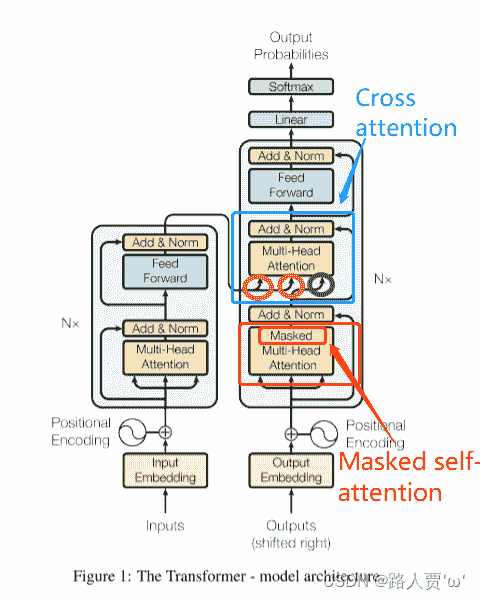 Output
Probabilities
Softmax
Linear
Cross
attention
Add & Norm
Feed
Forward
Add & Norm
Multi-Head
Attention
Nx
Add & Norm
Masked
Multi-Head
Attention
Add & Norm
Feed
Forward
Nx
Add & Norm
Multi-Head
Attention
Positional
Encoding
Positional
Encoding
Masked self-
attention
Input
Embedding
Output
Embedding
Inputs
Outputs
(shifted right)
Figure 1: The Transformer - model architecture.
CSDN @路人贾'ω'